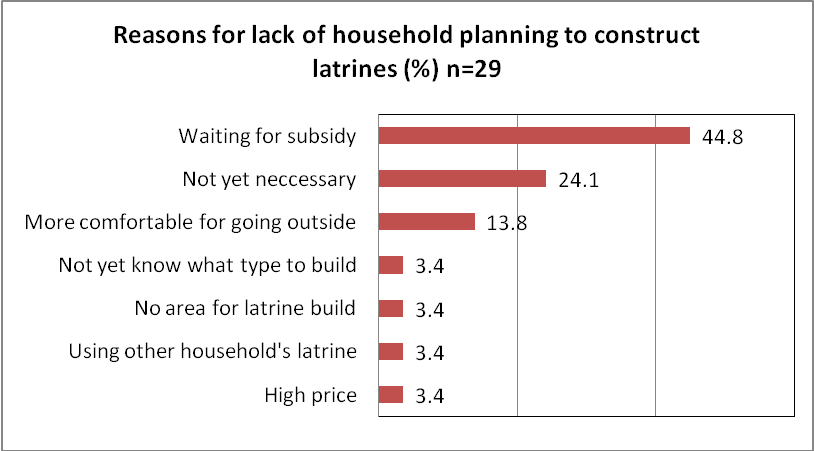 Reasons for lack of household planning to construct
latrines (%) n=29
Waiting for subsidy 44.8
Not yet neccessary 24.1
More comfortable for going outside 13.8
Not yet know what type to build 3.4
No area for latrine build 3.4
Using other household's latrine 3.4
High price 3.4